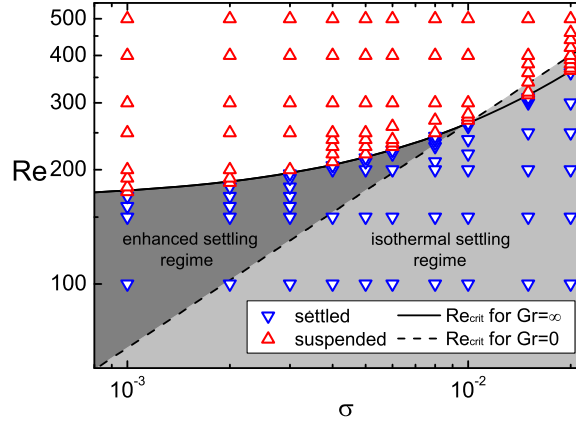 500
400
300
200
100
Re
enhanced settling
regime
isothermal settling
regime
settled
suspended
Re_crit for Gr=∞
Re_crit for Gr=0
10⁻³
10⁻²
σ